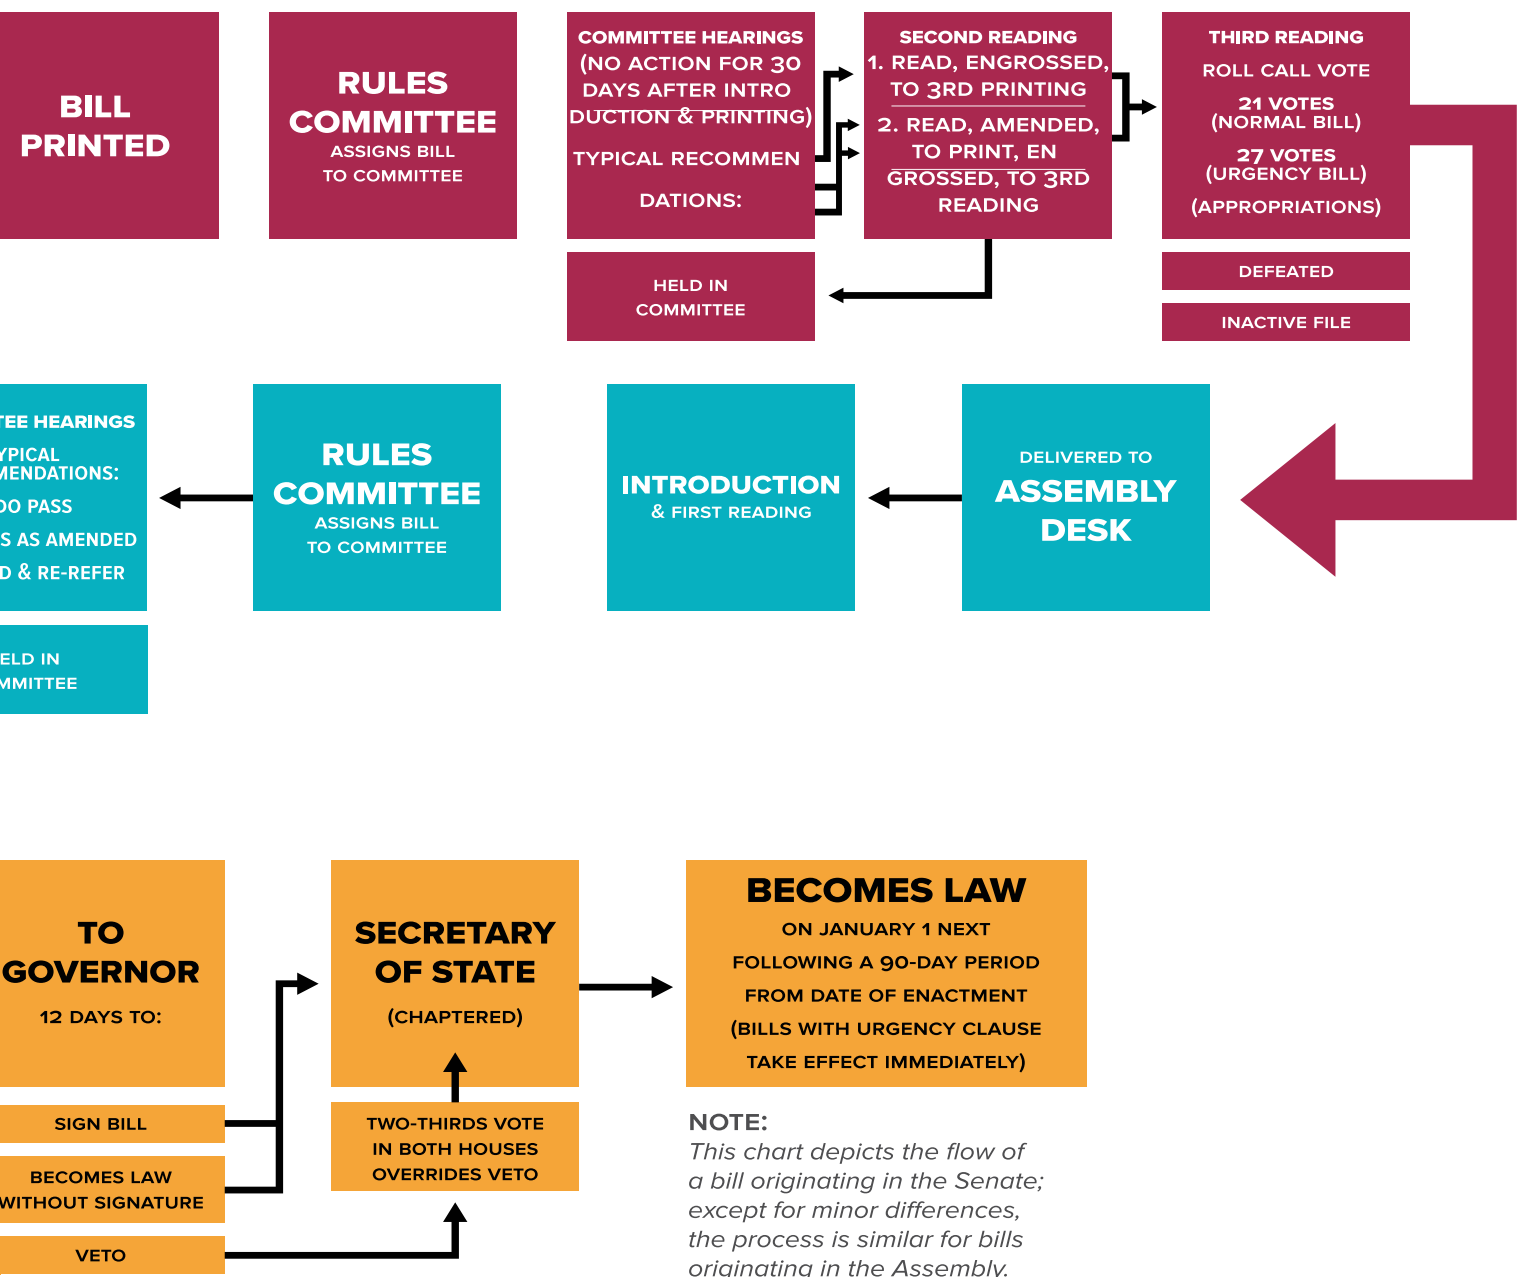 BILL
PRINTED
RULES
COMMITTEE
ASSIGNS BILL
TO COMMITTEE
COMMITTEE HEARINGS
(NO ACTION FOR 30
DAYS AFTER INTRO
DUCTION & PRINTING)
TYPICAL RECOMMEN
DATIONS:
HELD IN
COMMITTEE
SECOND READING
1. READ, ENGROSSED,
TO 3RD PRINTING
2. READ, AMENDED,
TO PRINT, EN
GROSSED, TO 3RD
READING
THIRD READING
ROLL CALL VOTE
21 VOTES
(NORMAL BILL)
27 VOTES
(URGENCY BILL)
(APPROPRIATIONS)
DEFEATED
INACTIVE FILE
DELIVERED TO
ASSEMBLY
DESK
INTRODUCTION
& FIRST READING
RULES
COMMITTEE
ASSIGNS BILL
TO COMMITTEE
TEE HEARINGS
YPICAL
MENDATIONS:
DO PASS
S AS AMENDED
D & RE-REFER
ELD IN
MMITTEE
TO
GOVERNOR
12 DAYS TO:
SIGN BILL
BECOMES LAW
WITHOUT SIGNATURE
VETO
SECRETARY
OF STATE
(CHAPTERED)
TWO-THIRDS VOTE
IN BOTH HOUSES
OVERRIDES VETO
BECOMES LAW
ON JANUARY 1 NEXT
FOLLOWING A 90-DAY PERIOD
FROM DATE OF ENACTMENT
(BILLS WITH URGENCY CLAUSE
TAKE EFFECT IMMEDIATELY)
NOTE:
This chart depicts the flow of
a bill originating in the Senate;
except for minor differences,
the process is similar for bills
originating in the Assembly.